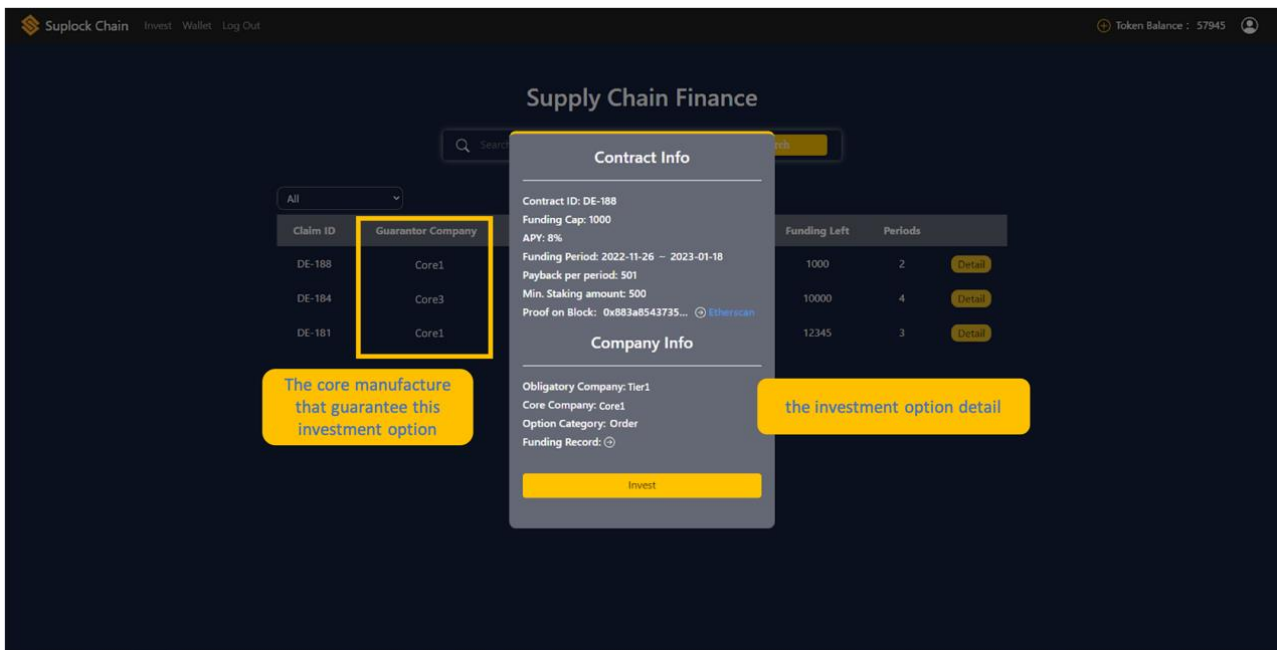 Suplock Chain Invest Wallet Log Out Token Balance : 57945
Supply Chain Finance
Search
rch
All
Claim ID Guarantor Company Funding Left Periods
DE-188 Core1 1000 2 Detail
DE-184 Core3 10000 4 Detail
DE-181 Core1 12345 3 Detail
Contract Info
Contract ID: DE-188
Funding Cap: 1000
APY: 8%
Funding Period: 2022-11-26 ~ 2023-01-18
Payback per period: 501
Min. Staking amount: 500
Proof on Block: 0x883a8543735... Etherscan
Company Info
Obligatory Company: Tier1
Core Company: Core1
Option Category: Order
Funding Record:
Invest
The core manufacture
that guarantee this
investment option
the investment option detail